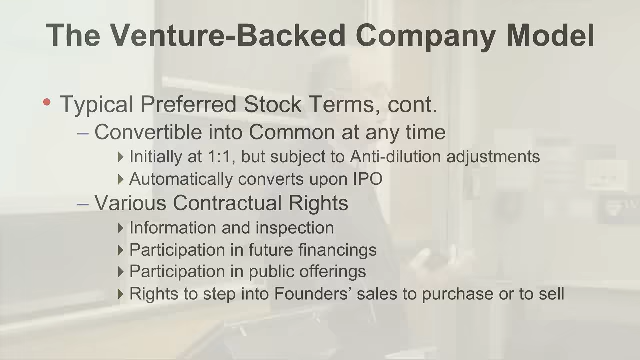 The Venture-Backed Company Model
• Typical Preferred Stock Terms, cont.
– Convertible into Common at any time
Initially at 1:1, but subject to Anti-dilution adjustments
Automatically converts upon IPO
– Various Contractual Rights
Information and inspection
Participation in future financings
Participation in public offerings
Rights to step into Founders' sales to purchase or to sell